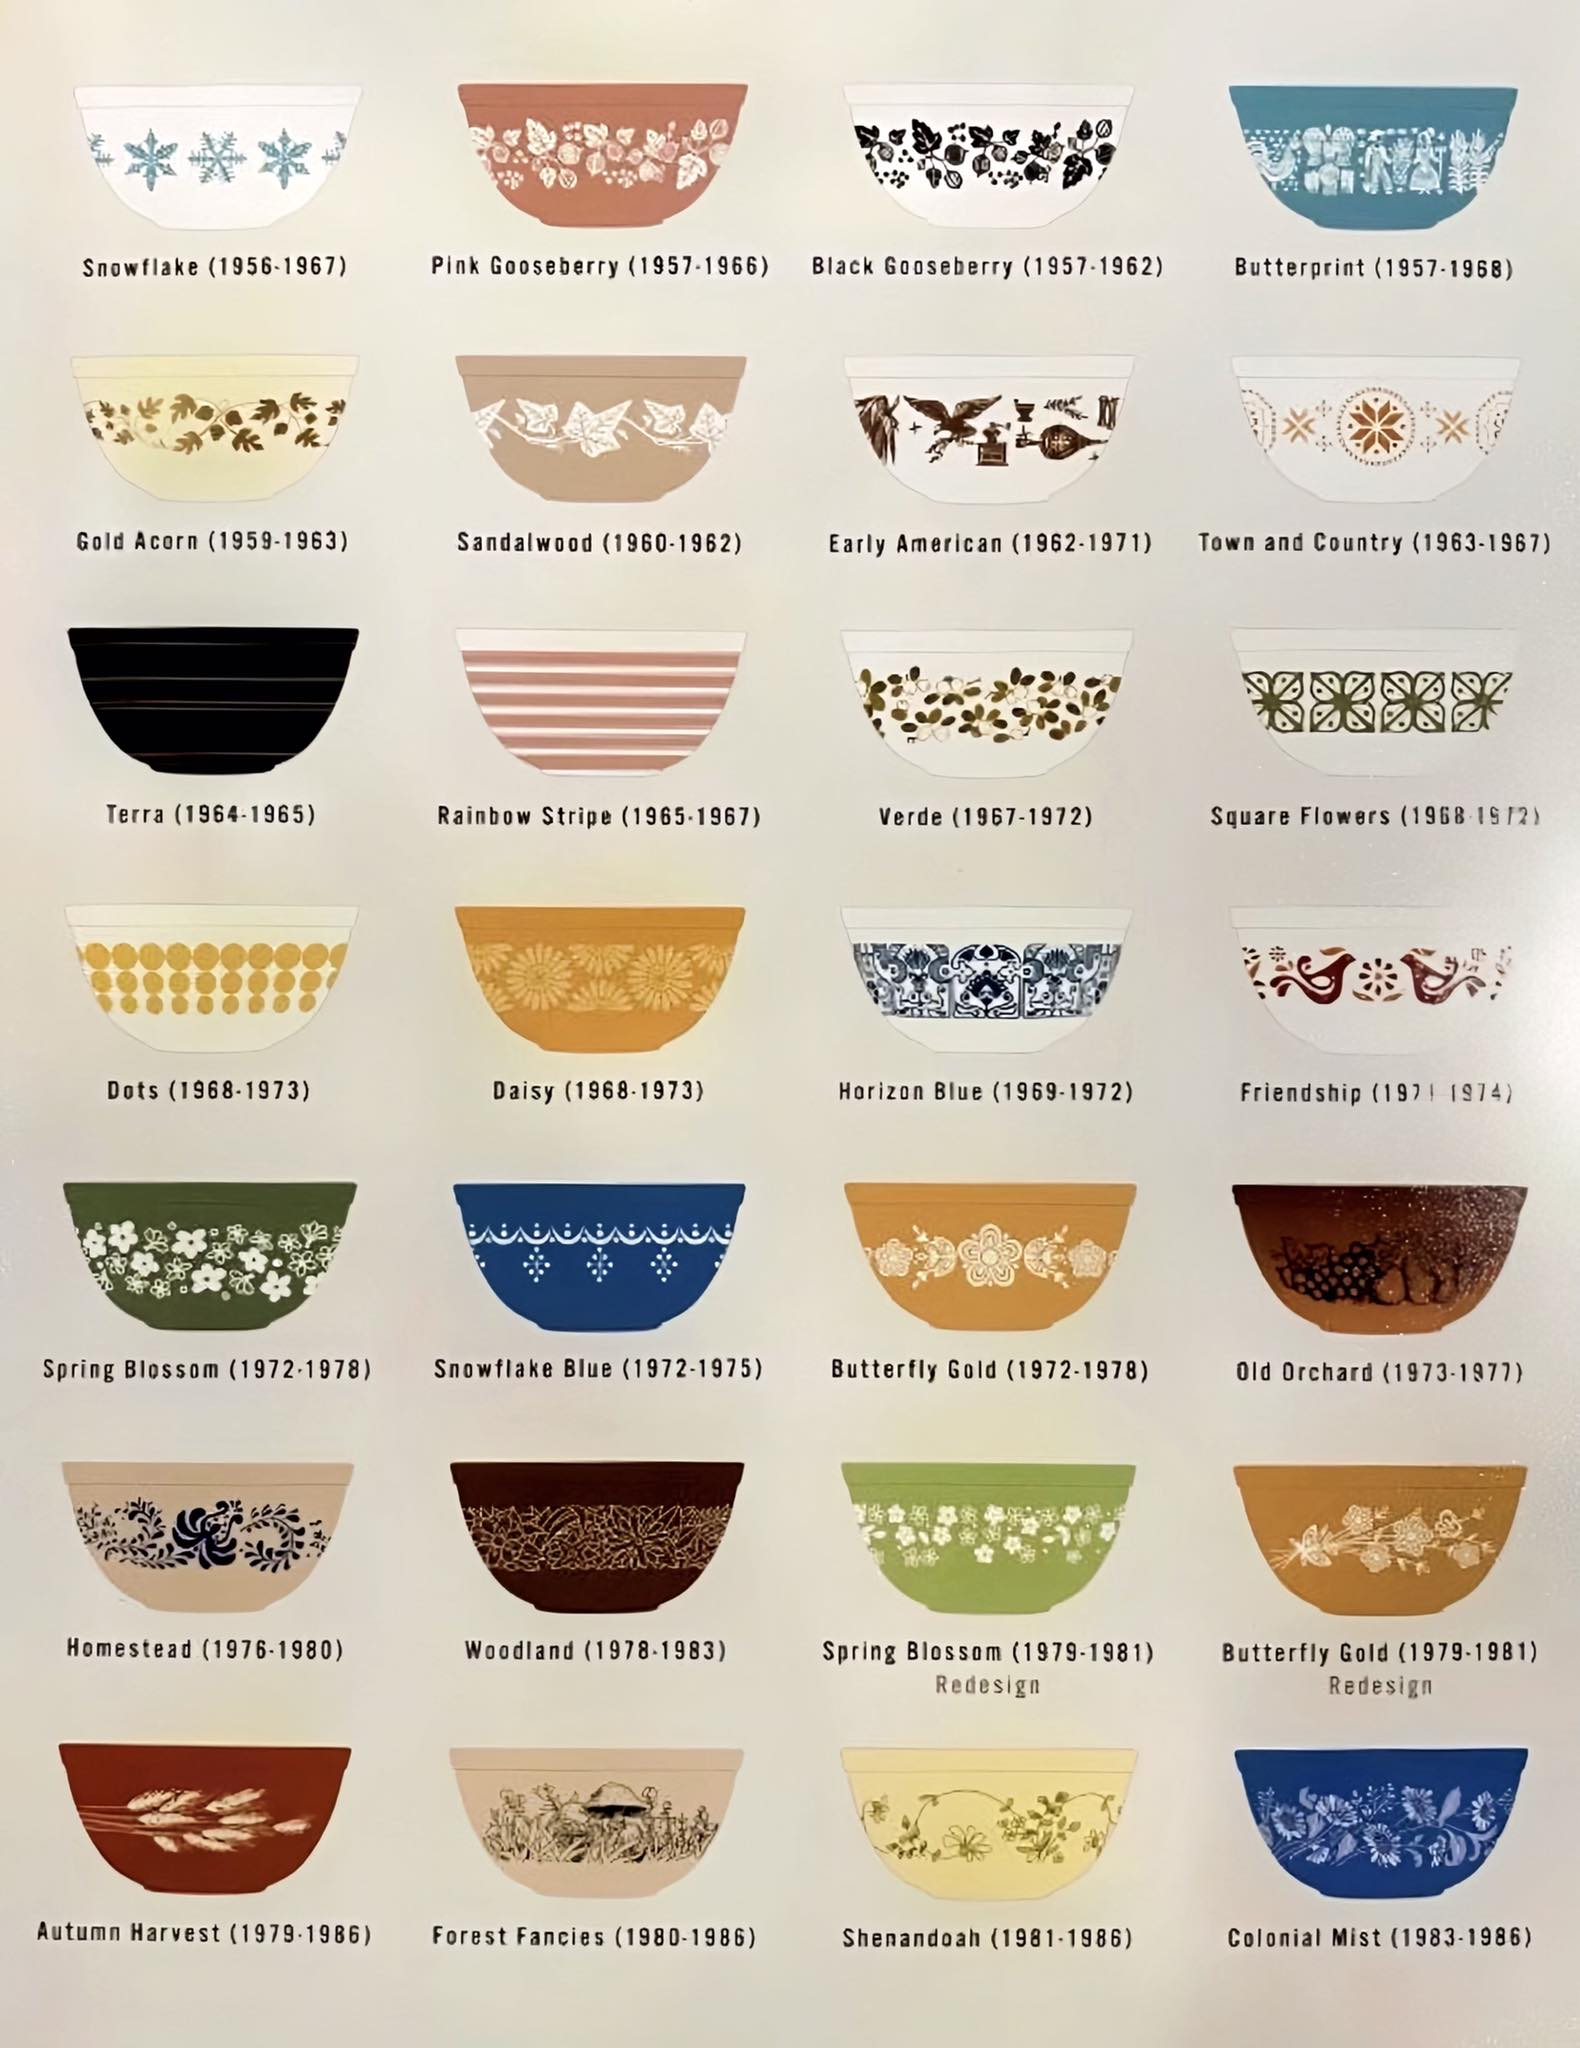 Snowflake (1956-1967)
Pink Gooseberry (1957-1966)
Black Gooseberry (1957-1962)
Butterprint (1957-1968)
Gold Acorn (1959-1963)
Sandalwood (1960-1962)
Early American (1962-1971)
Town and Country (1963-1967)
Terra (1964-1965)
Rainbow Stripe (1965-1967)
Verde (1967-1972)
Square Flowers (1968-1972)
Dots (1968-1973)
Daisy (1968-1973)
Horizon Blue (1969-1972)
Friendship (1971-1974)
Spring Blossom (1972-1978)
Snowflake Blue (1972-1975)
Butterfly Gold (1972-1978)
Old Orchard (1973-1977)
Homestead (1976-1980)
Woodland (1978-1983)
Spring Blossom (1979-1981)
Redesign
Butterfly Gold (1979-1981)
Redesign
Autumn Harvest (1979-1986)
Forest Fancies (1980-1986)
Shenandoah (1981-1986)
Colonial Mist (1983-1986)